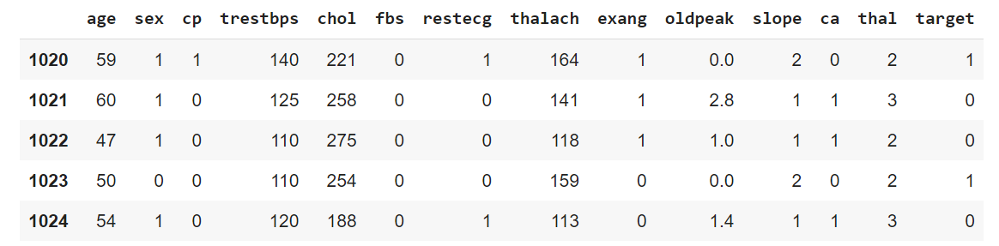 age sex cp trestbps chol fbs restecg thalach exang oldpeak slope ca thal target
1020 59 1 1 140 221 0 1 164 1 0.0 2 0 2 1
1021 60 1 0 125 258 0 0 141 1 2.8 1 1 3 0
1022 47 1 0 110 275 0 0 118 1 1.0 1 1 2 0
1023 50 0 0 110 254 0 0 159 0 0.0 2 0 2 1
1024 54 1 0 120 188 0 1 113 0 1.4 1 1 3 0